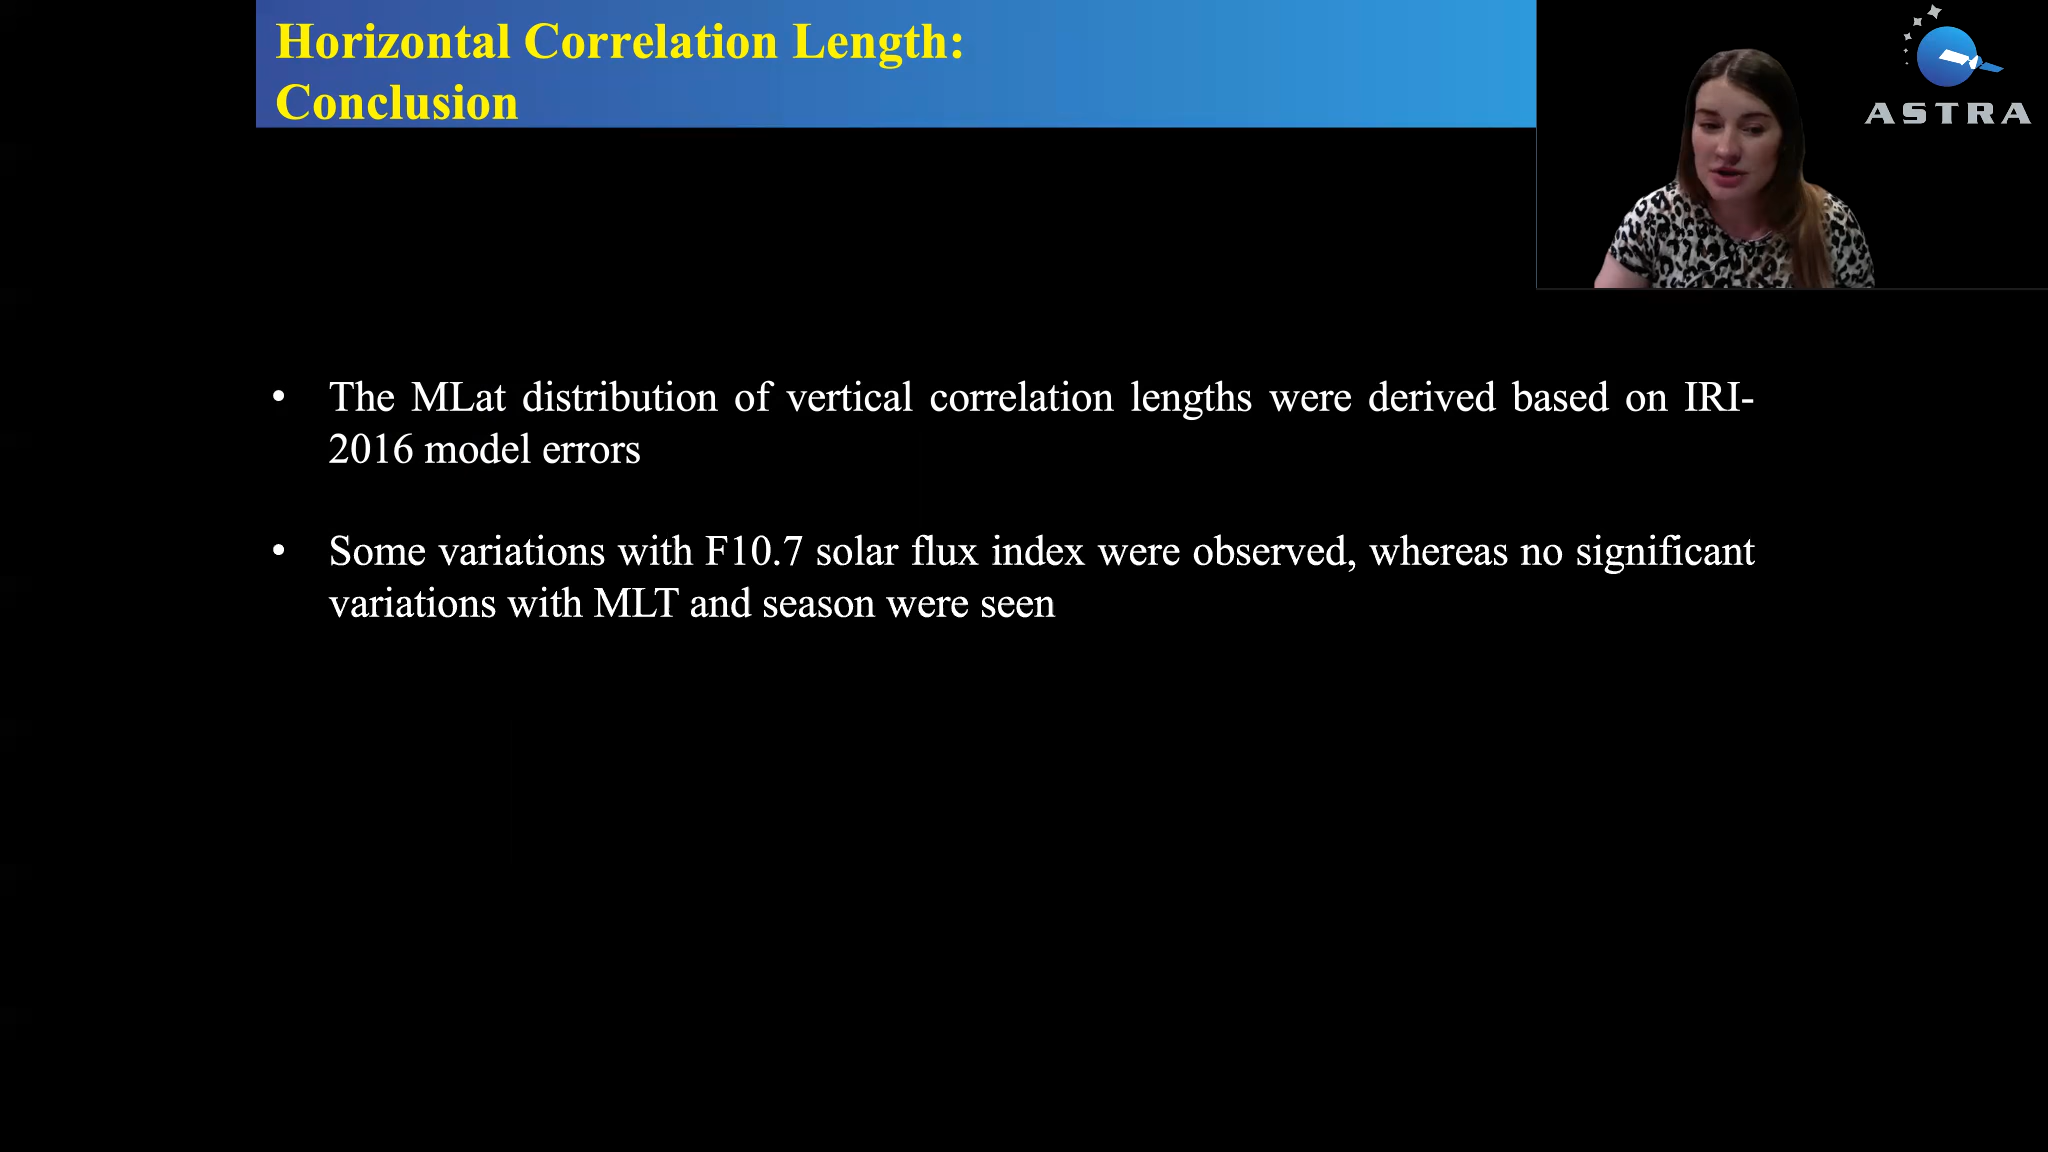 Horizontal Correlation Length:
Conclusion
ASTRA
• The MLat distribution of vertical correlation lengths were derived based on IRI-
2016 model errors
• Some variations with F10.7 solar flux index were observed, whereas no significant
variations with MLT and season were seen